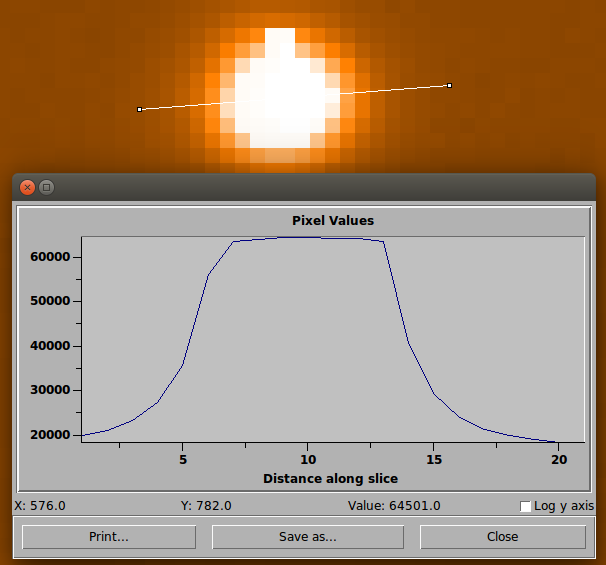 Pixel Values
60000
50000
40000
30000
20000
5 10 15 20
Distance along slice
X: 576.0 Y: 782.0 Value: 64501.0 Log y axis
Print... Save as... Close